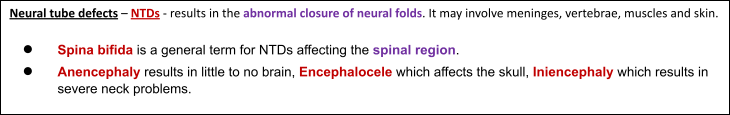 Neural tube defects – NTDs - results in the abnormal closure of neural folds. It may involve meninges, vertebrae, muscles and skin.
● Spina bifida is a general term for NTDs affecting the spinal region.
● Anencephaly results in little to no brain, Encephalocele which affects the skull, Iniencephaly which results in
severe neck problems.